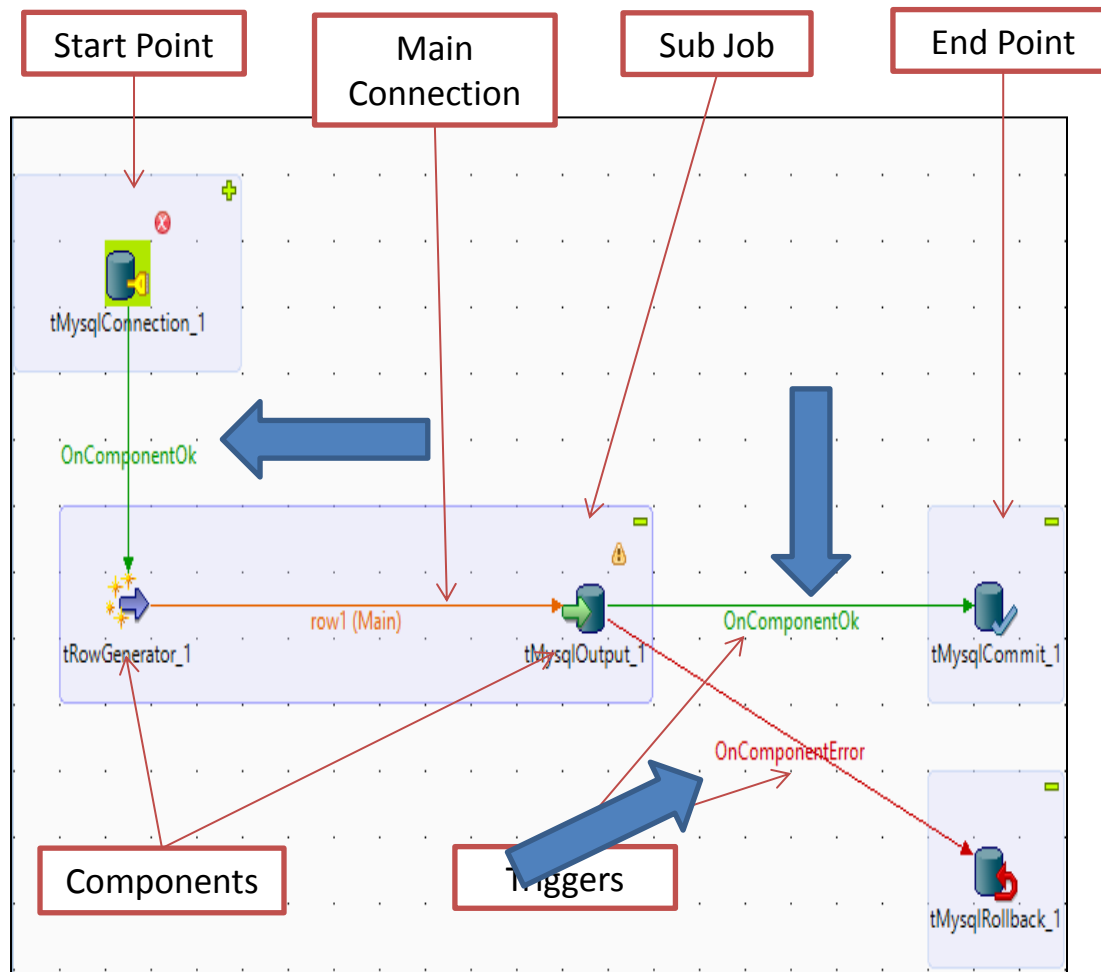 Start Point
Main
Connection
Sub Job
End Point
tMysqlConnection_1
OnComponentOk
row1 (Main)
OnComponentOk
tRowGenerator_1
tMysqlOutput_1
tMysqlCommit_1
OnComponentError
Components
Triggers
tMysqlRollback_1